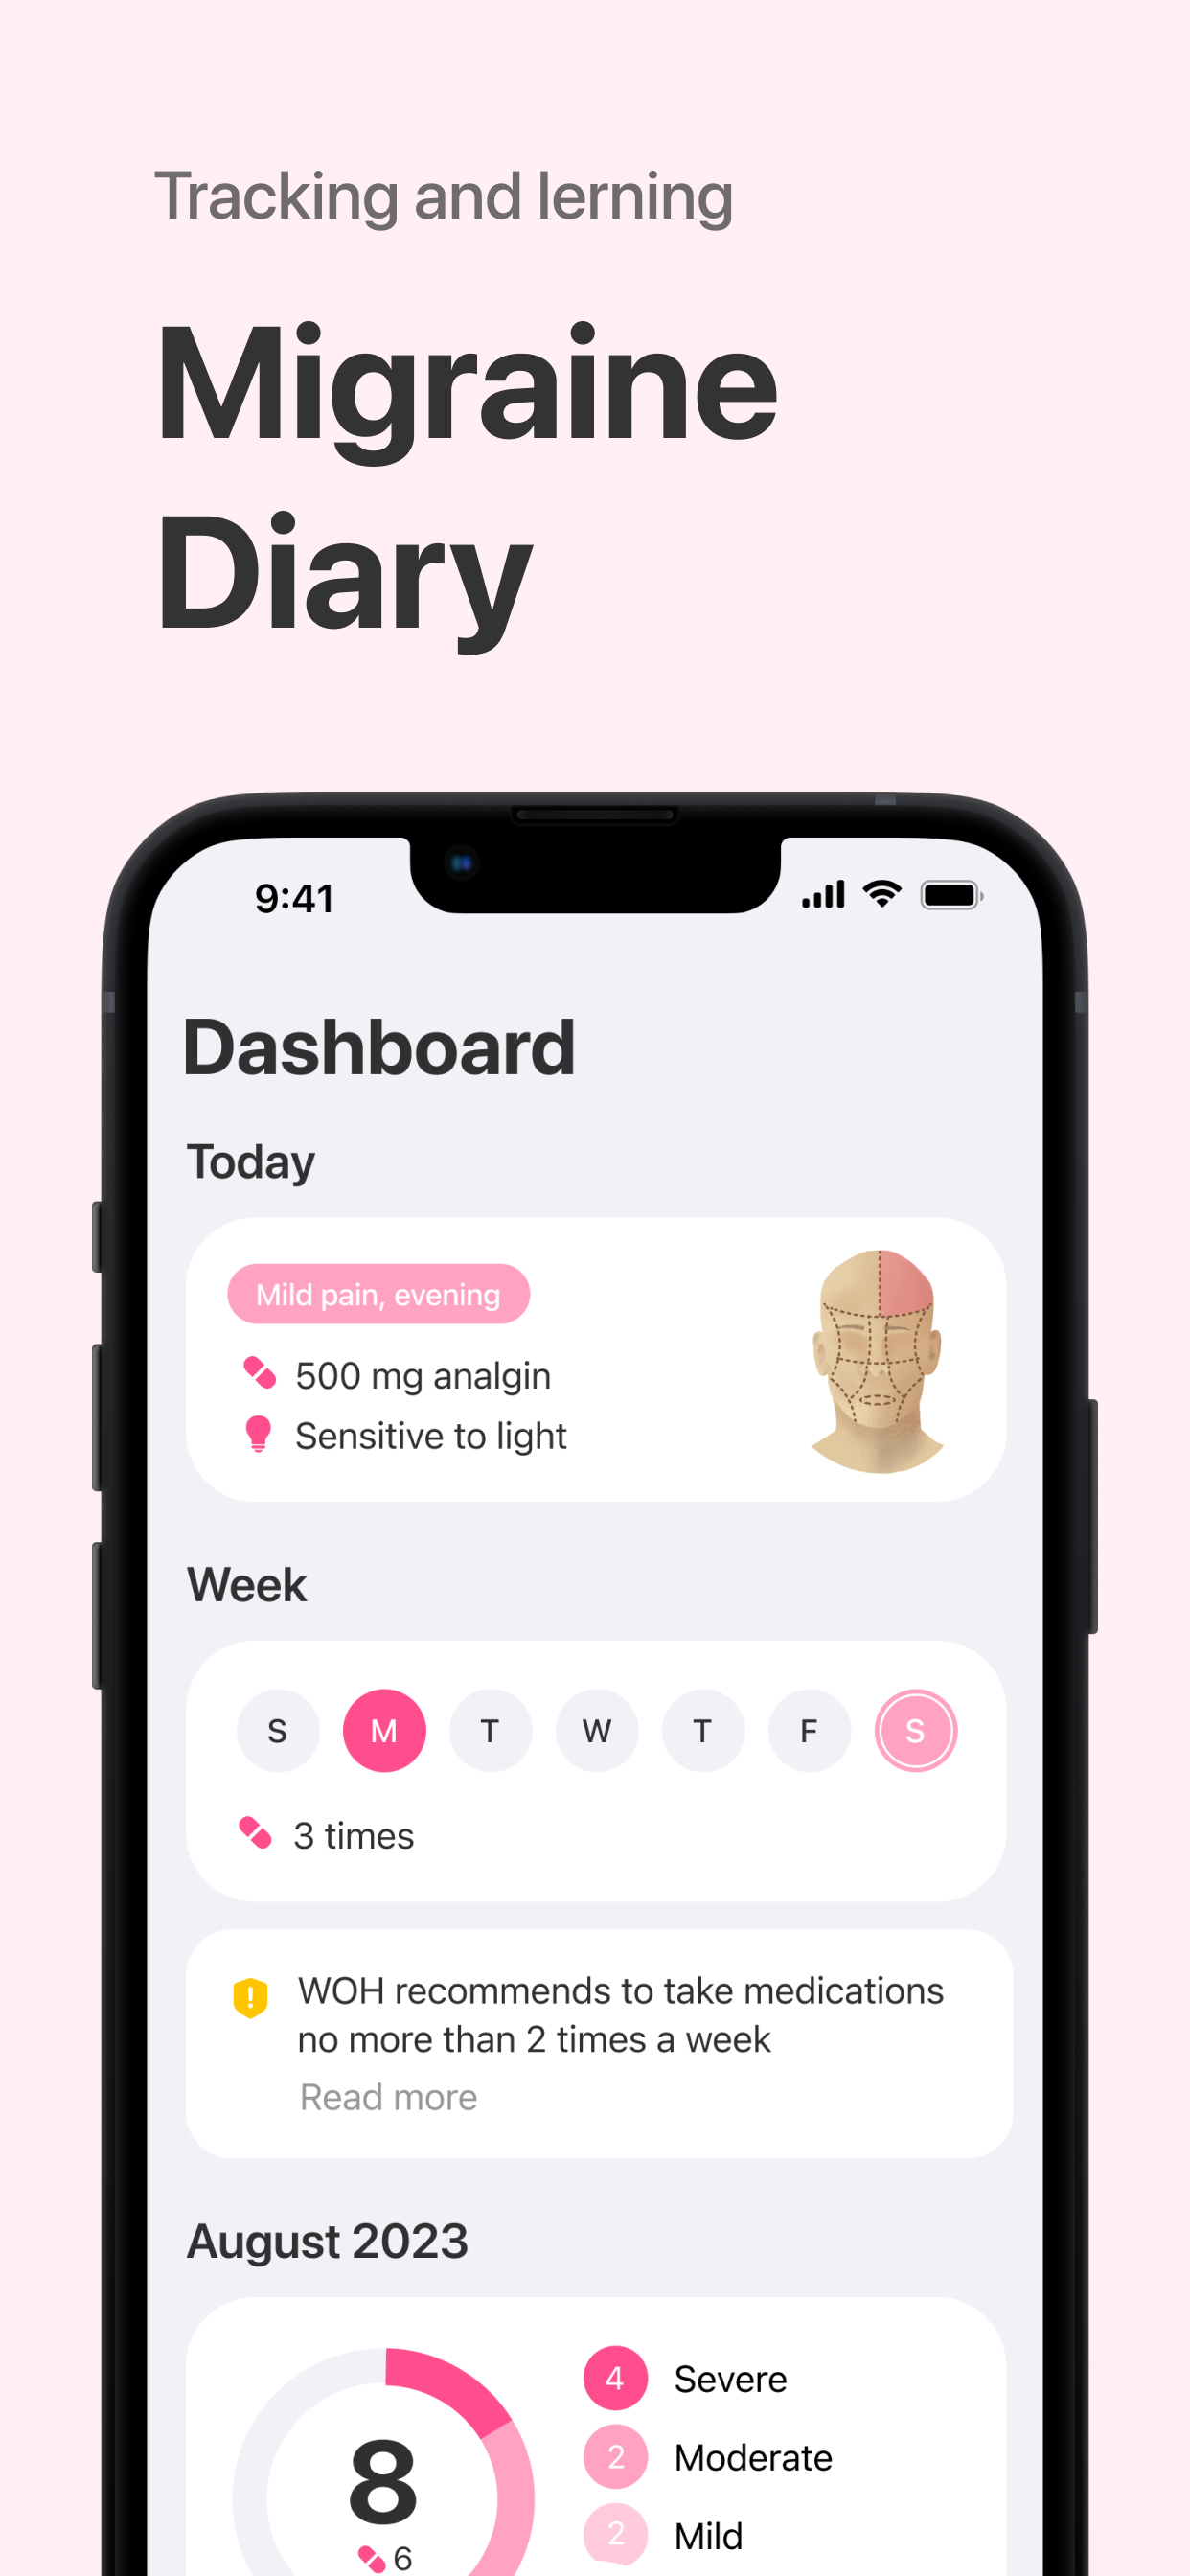 Tracking and lerning
Migraine
Diary
9:41
Dashboard
Today
Mild pain, evening
500 mg analgin
Sensitive to light
Week
S M T W T F S
3 times
WOH recommends to take medications
no more than 2 times a week
Read more
August 2023
4 Severe
8
2 Moderate
2 Mild
6